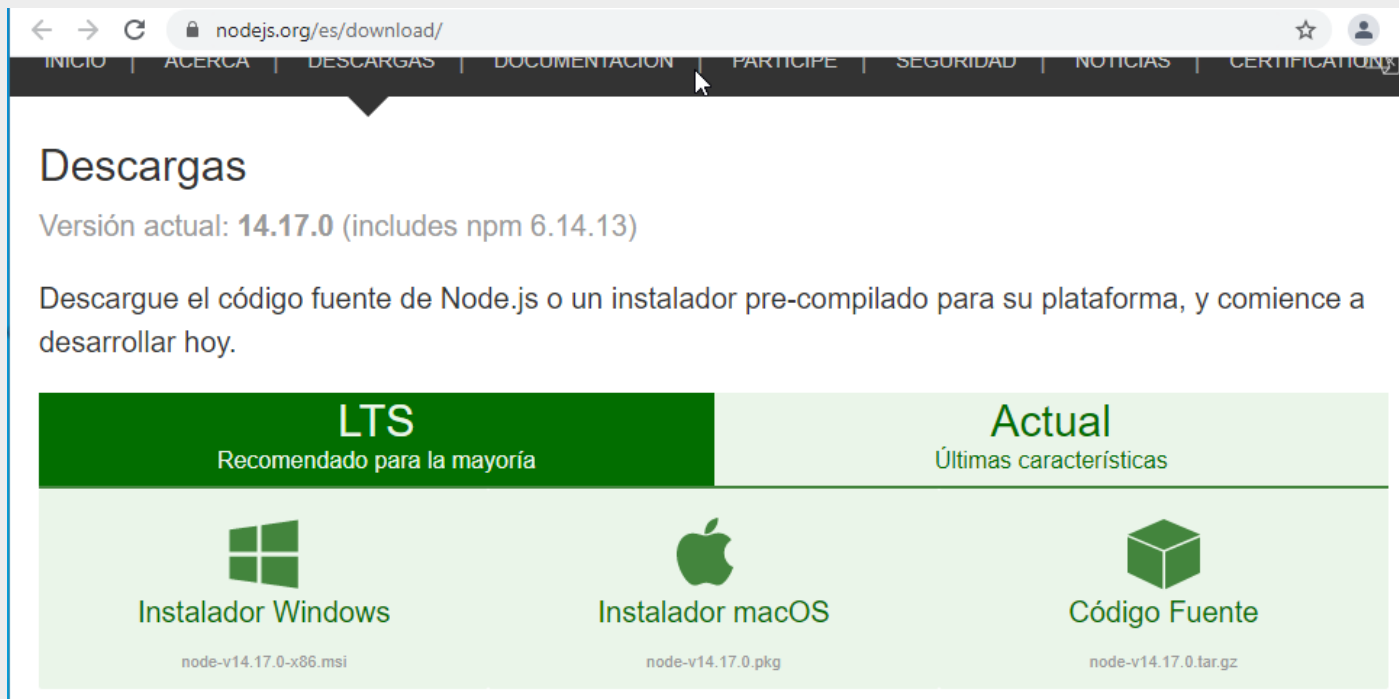 nodejs.org/es/download/
INICIO | ACERCA | DESCARGAS | DOCUMENTACIÓN | PARTICIPE | SEGURIDAD | NOTICIAS | CERTIFICATION
Descargas
Versión actual: 14.17.0 (includes npm 6.14.13)
Descargue el código fuente de Node.js o un instalador pre-compilado para su plataforma, y comience a
desarrollar hoy.
LTS
Recomendado para la mayoría
Actual
Últimas características
Instalador Windows
node-v14.17.0-x86.msi
Instalador macOS
node-v14.17.0.pkg
Código Fuente
node-v14.17.0.tar.gz